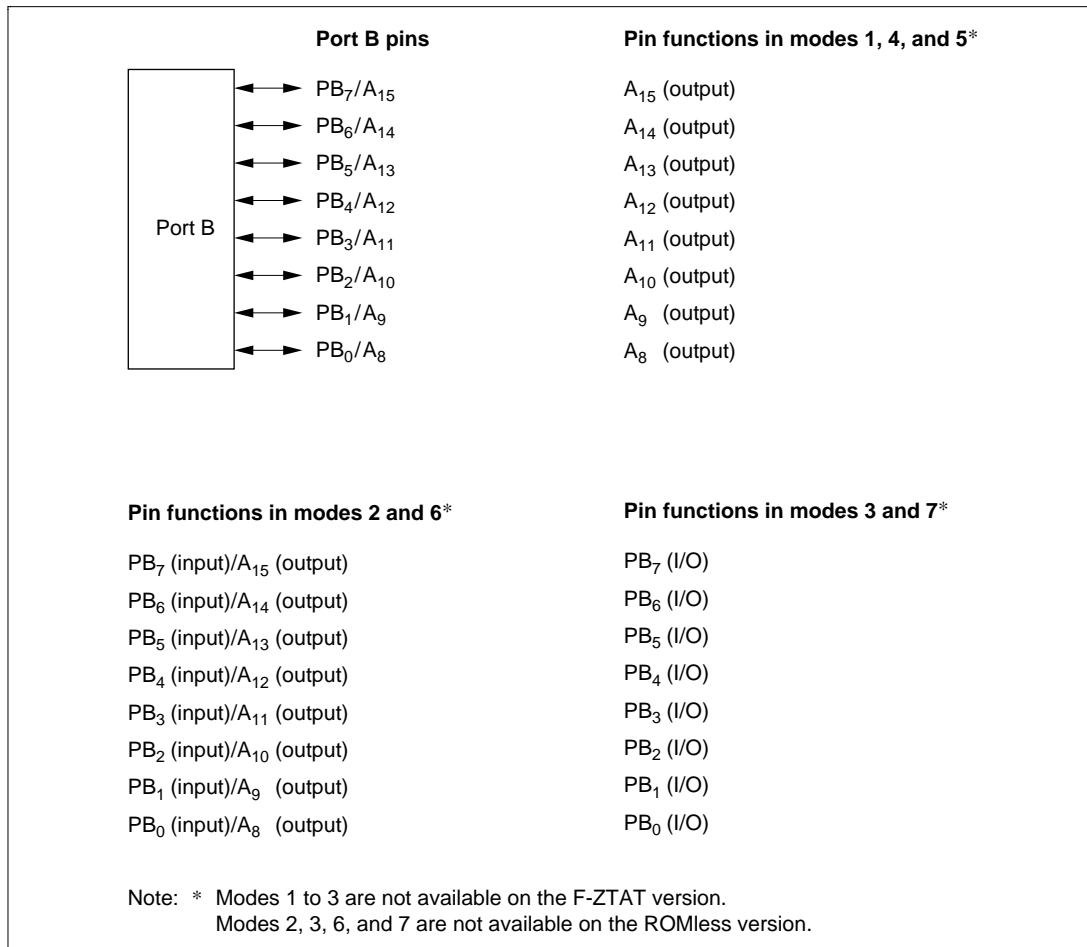 Port B pins
Pin functions in modes 1, 4, and 5*
Port B
PB₇/A₁₅
A₁₅ (output)
PB₆/A₁₄
A₁₄ (output)
PB₅/A₁₃
A₁₃ (output)
PB₄/A₁₂
A₁₂ (output)
PB₃/A₁₁
A₁₁ (output)
PB₂/A₁₀
A₁₀ (output)
PB₁/A₉
A₉ (output)
PB₀/A₈
A₈ (output)
Pin functions in modes 2 and 6*
PB₇ (input)/A₁₅ (output)
PB₆ (input)/A₁₄ (output)
PB₅ (input)/A₁₃ (output)
PB₄ (input)/A₁₂ (output)
PB₃ (input)/A₁₁ (output)
PB₂ (input)/A₁₀ (output)
PB₁ (input)/A₉ (output)
PB₀ (input)/A₈ (output)
Pin functions in modes 3 and 7*
PB₇ (I/O)
PB₆ (I/O)
PB₅ (I/O)
PB₄ (I/O)
PB₃ (I/O)
PB₂ (I/O)
PB₁ (I/O)
PB₀ (I/O)
Note: * Modes 1 to 3 are not available on the F-ZTAT version.
Modes 2, 3, 6, and 7 are not available on the ROMless version.